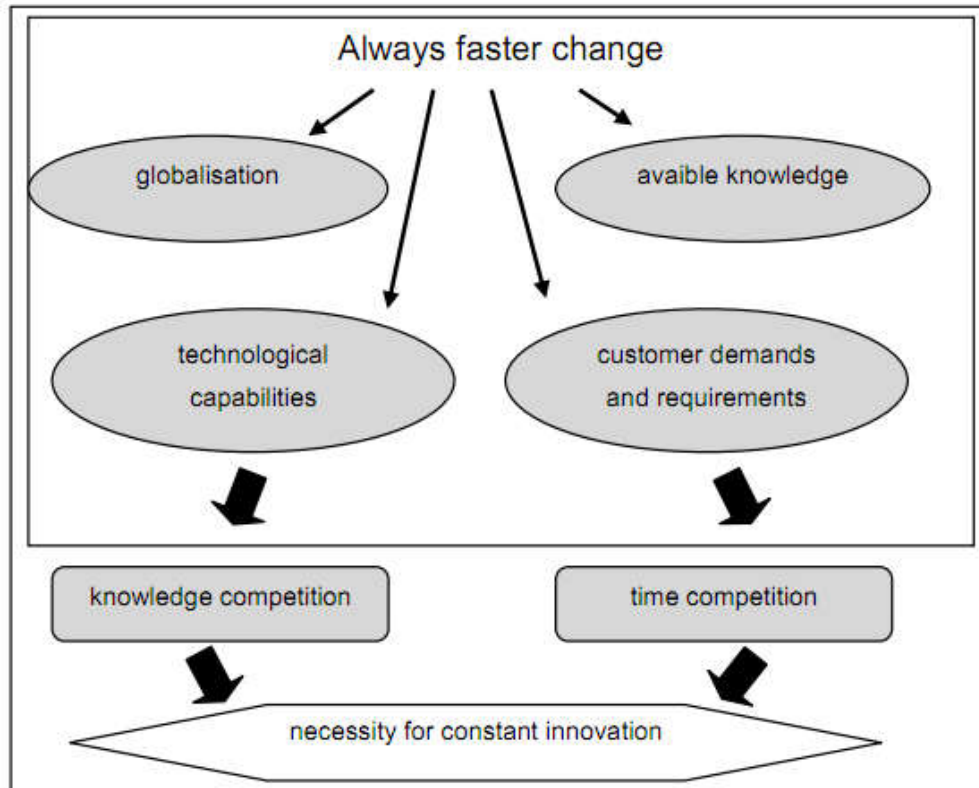 Always faster change
globalisation
avaible knowledge
technological
capabilities
customer demands
and requirements
knowledge competition
time competition
necessity for constant innovation